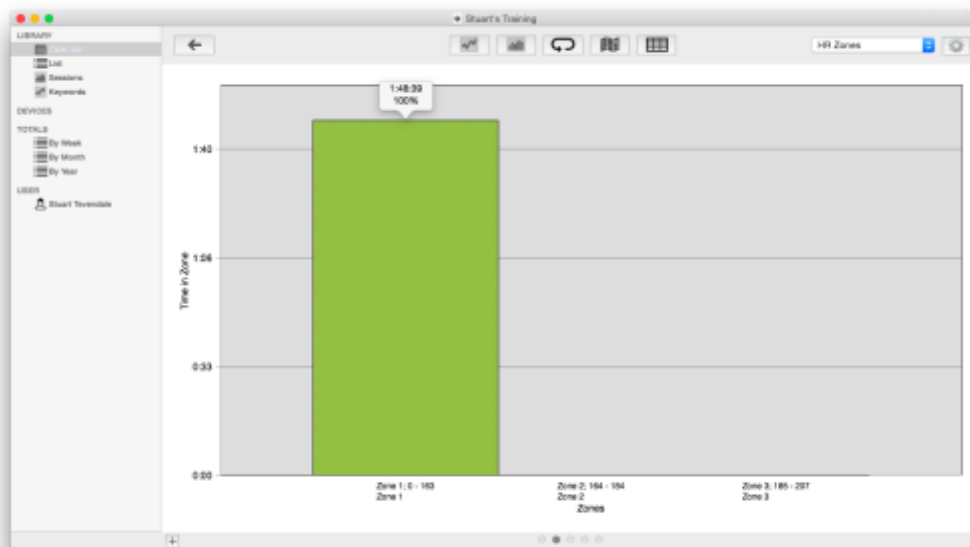 Stuart's Training
LIBRARY
Calendar
List
Sessions
Keywords
DEVICES
TOTALS
By Week
By Month
By Year
USER
Stuart Tevendale
HR Zones
1:48:39
100%
1:40
1:06
0:33
0:00
Time in Zone
Zone 1; 0 - 163
Zone 1
Zone 2; 164 - 184
Zone 2
Zone 3; 185 - 207
Zone 3
Zones